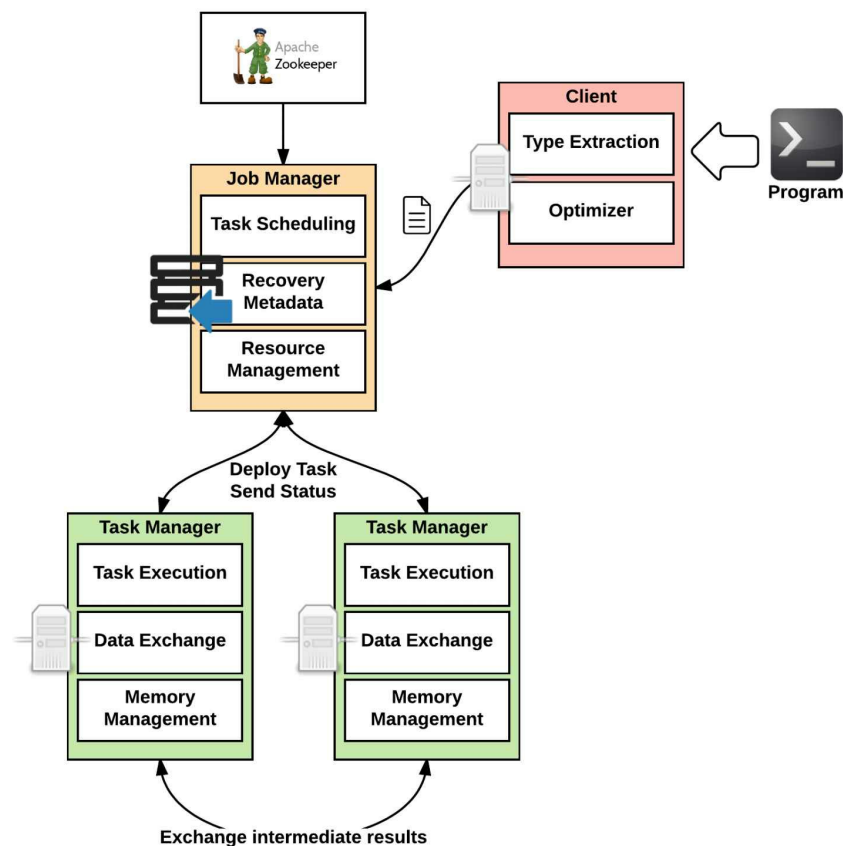 Apache
Zookeeper
Client
Type Extraction
Optimizer
Program
Job Manager
Task Scheduling
Recovery
Metadata
Resource
Management
Deploy Task
Send Status
Task Manager
Task Execution
Data Exchange
Memory
Management
Task Manager
Task Execution
Data Exchange
Memory
Management
Exchange intermediate results